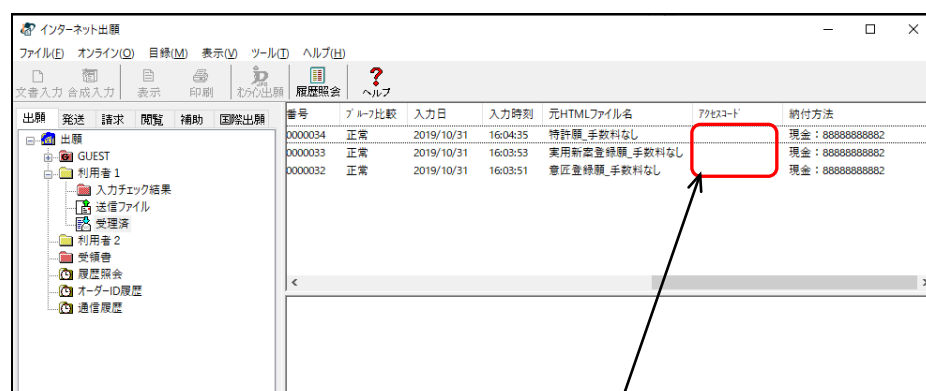 インターネット出願
ファイル(F) オンライン(O) 目録(M) 表示(V) ツール(T) ヘルプ(H)
文書入力 合成入力 表示 印刷 わらく出願 履歴照会 ヘルプ
出願 発送 請求 閲覧 補助 国際出願
出願
GUEST
利用者1
入力チェック結果
送信ファイル
受理済
利用者2
受領書
履歴照会
オーダーID履歴
通信履歴
番号 プルーフ比較 入力日 入力時刻 元HTMLファイル名 アクセスコード 納付方法
0000034 正常 2019/10/31 16:04:35 特許願_手数料なし 現金:88888888882
0000033 正常 2019/10/31 16:03:53 実用新案登録願_手数料なし 現金:88888888882
0000032 正常 2019/10/31 16:03:51 意匠登録願_手数料なし 現金:88888888882